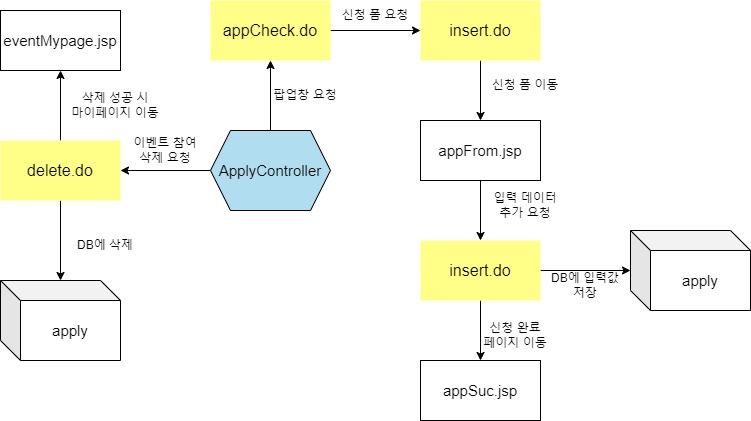 eventMypage.jsp
appCheck.do
신청 폼 요청
insert.do
삭제 성공 시
마이페이지 이동
팝업창 요청
신청 폼 이동
이벤트 참여
삭제 요청
delete.do
ApplyController
appFrom.jsp
입력 데이터
추가 요청
DB에 삭제
insert.do
DB에 입력값
저장
apply
apply
신청 완료
페이지 이동
appSuc.jsp